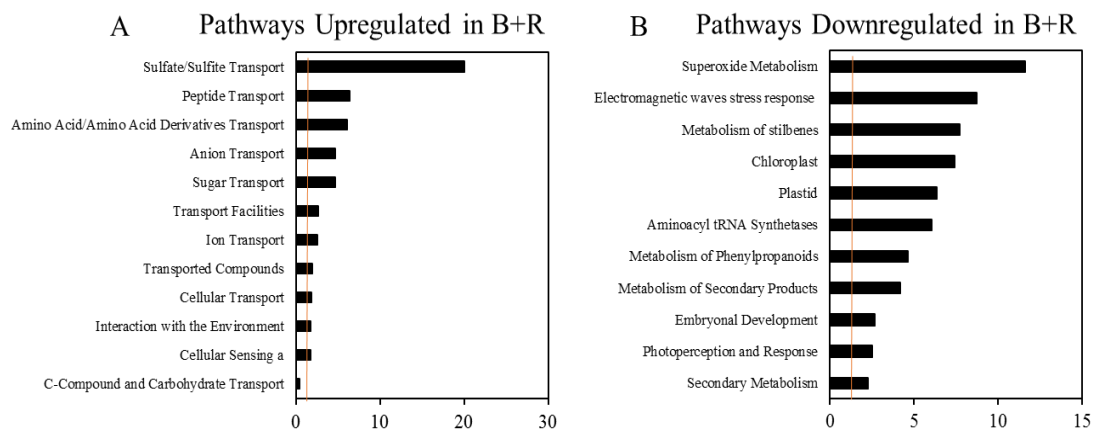 A Pathways Upregulated in B+R
Sulfate/Sulfite Transport
Peptide Transport
Amino Acid/Amino Acid Derivatives Transport
Anion Transport
Sugar Transport
Transport Facilities
Ion Transport
Transported Compounds
Cellular Transport
Interaction with the Environment
Cellular Sensing a
C-Compound and Carbohydrate Transport
0 10 20 30
B Pathways Downregulated in B+R
Superoxide Metabolism
Electromagnetic waves stress response
Metabolism of stilbenes
Chloroplast
Plastid
Aminoacyl tRNA Synthetases
Metabolism of Phenylpropanoids
Metabolism of Secondary Products
Embryonal Development
Photoperception and Response
Secondary Metabolism
0 5 10 15